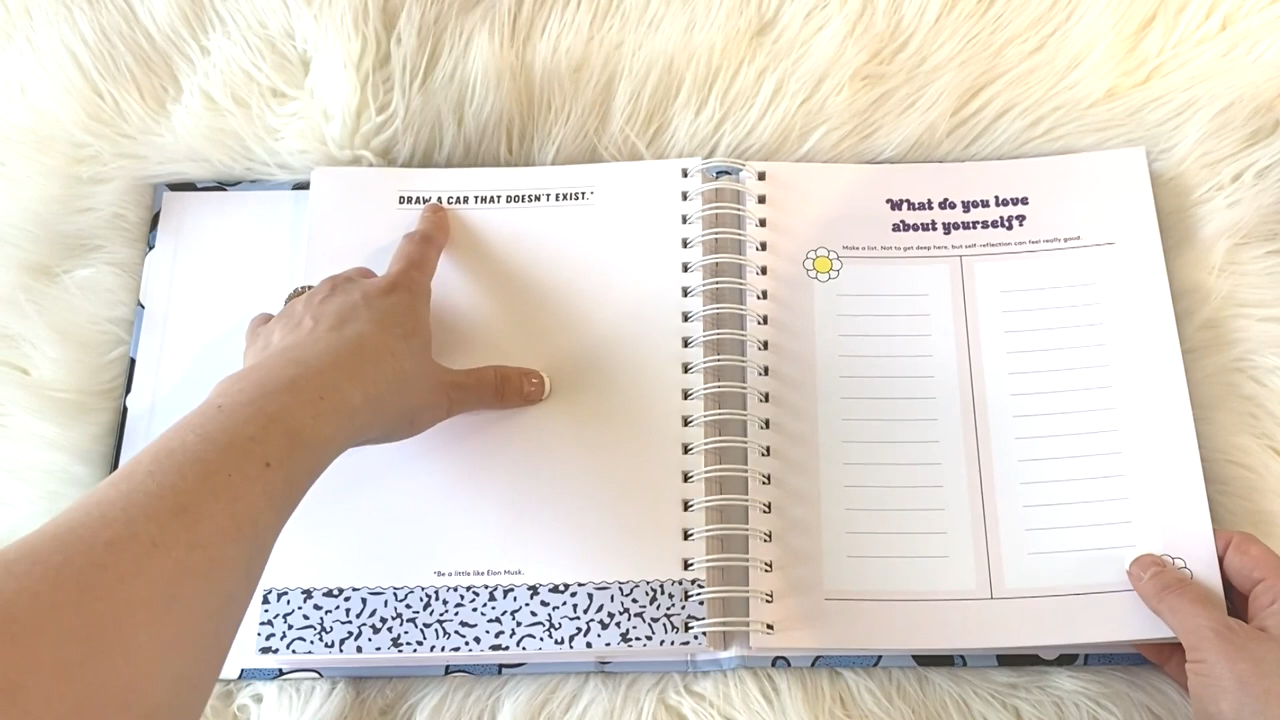 DRAW A CAR THAT DOESN'T EXIST.*
*Be a little like Elon Musk.
What do you love
about yourself?
Make a list. Not to get deep here, but self-reflection can feel really good.